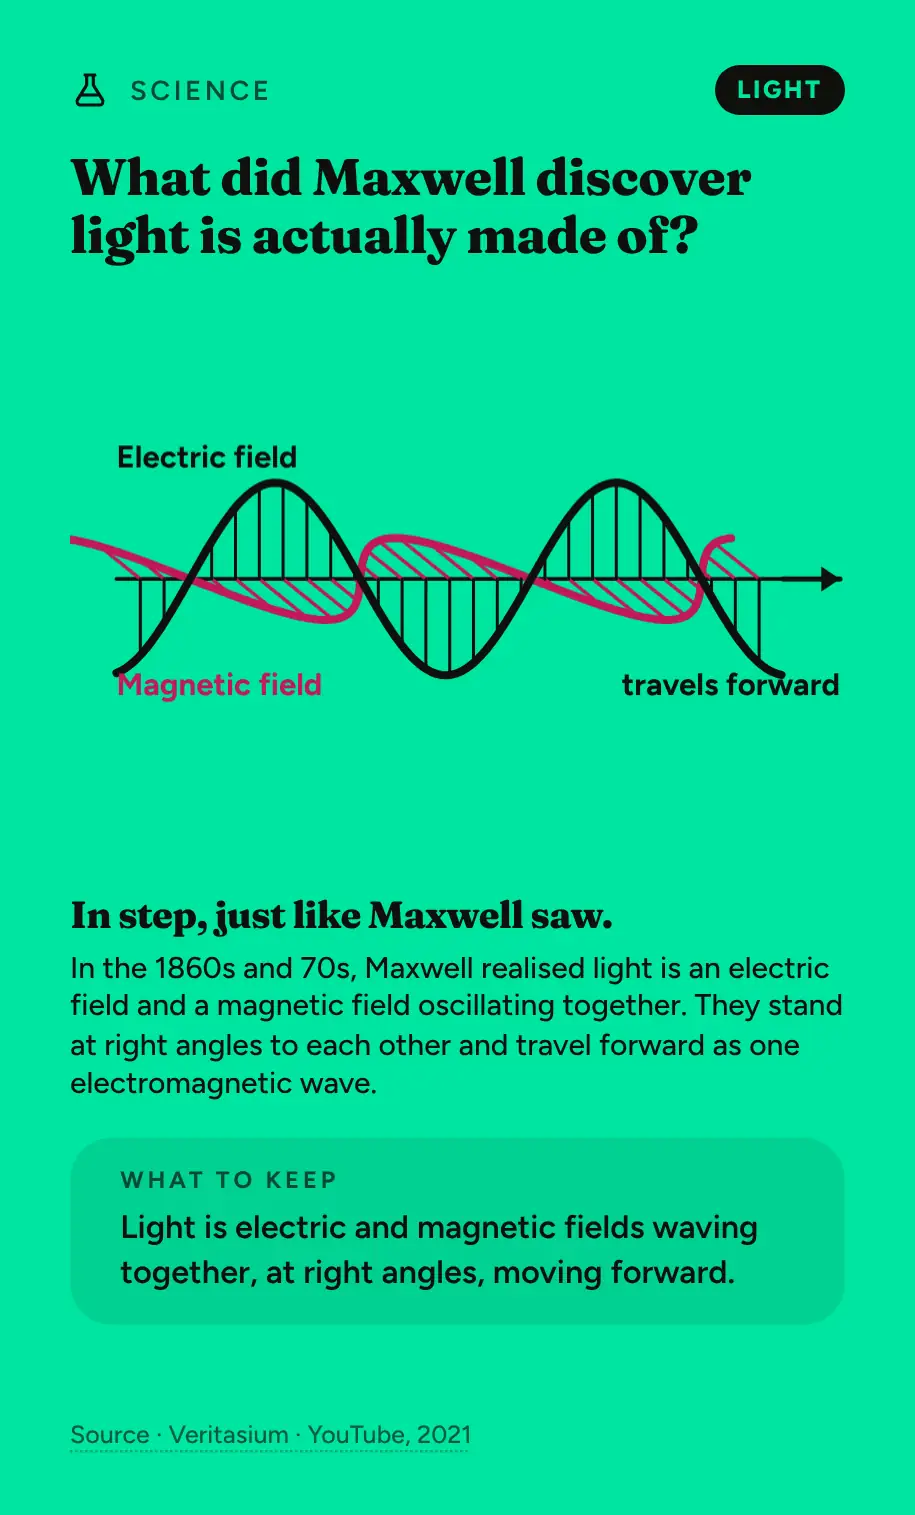 SCIENCE
LIGHT
What did Maxwell discover
light is actually made of?
Electric field
Magnetic field
travels forward
In step, just like Maxwell saw.
In the 1860s and 70s, Maxwell realised light is an electric
field and a magnetic field oscillating together. They stand
at right angles to each other and travel forward as one
electromagnetic wave.
WHAT TO KEEP
Light is electric and magnetic fields waving
together, at right angles, moving forward.
Source · Veritasium · YouTube, 2021